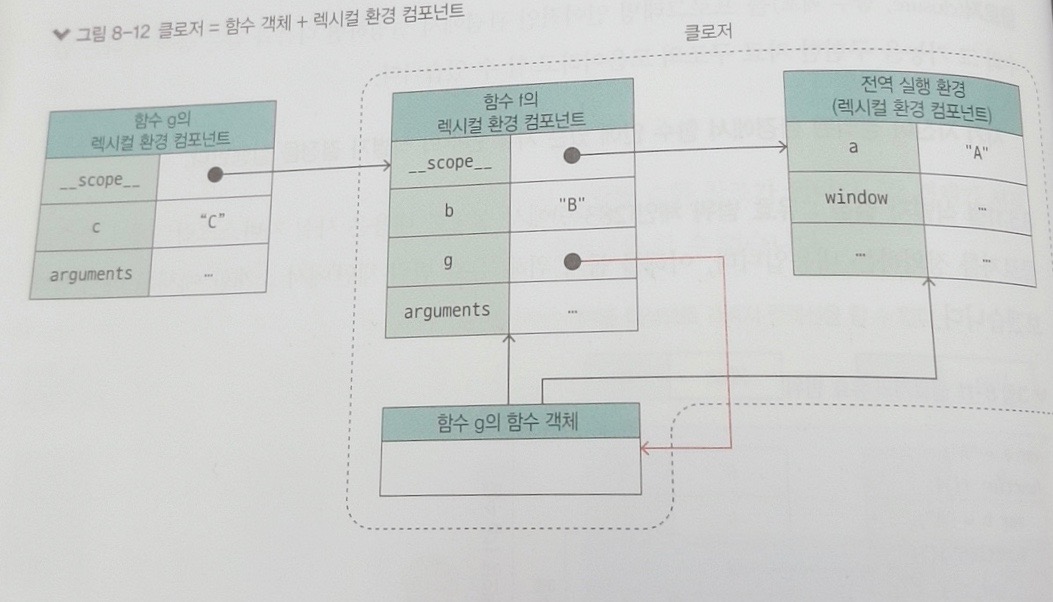 그림 8-12 클로저 = 함수 객체 + 렉시컬 환경 컴포넌트
클로저
함수 g의
렉시컬 환경 컴포넌트
__scope__
c
“C”
arguments
…
함수 f의
렉시컬 환경 컴포넌트
__scope__
b
"B"
g
arguments
…
전역 실행 환경
(렉시컬 환경 컴포넌트)
a
"A"
window
…
…
…
함수 g의 함수 객체